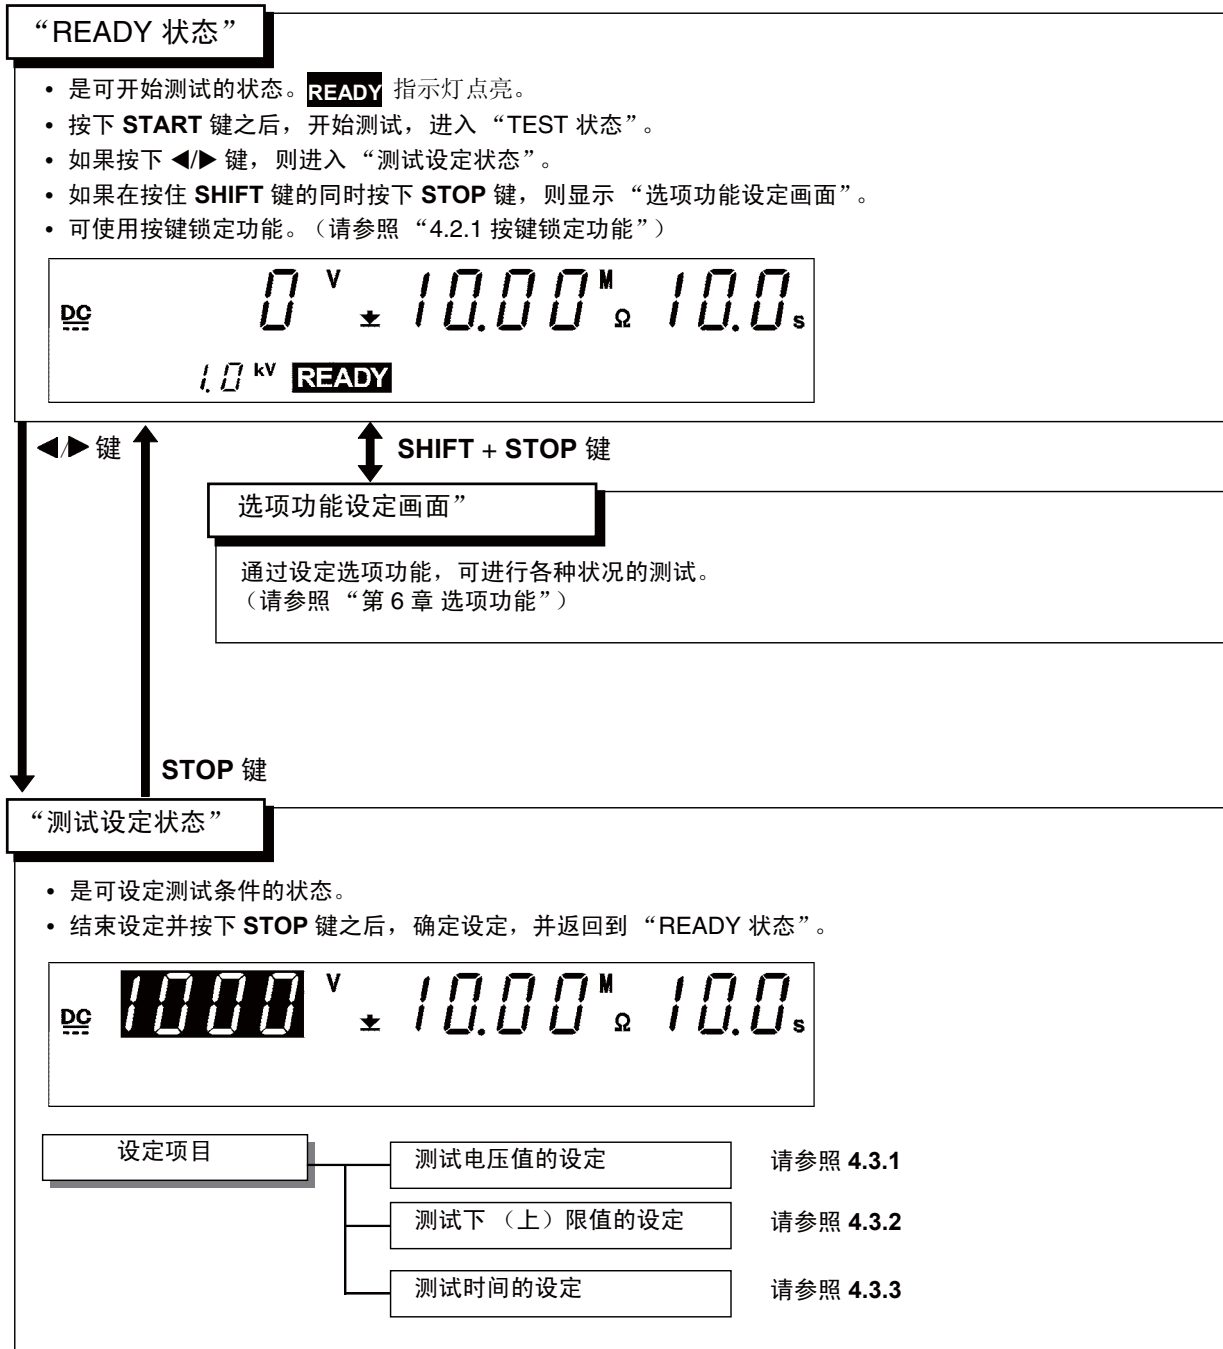 “READY 状态”
• 是可开始测试的状态。READY 指示灯点亮。
• 按下 START 键之后，开始测试，进入 “TEST 状态”。
• 如果按下 ◀/▶ 键，则进入 “测试设定状态”。
• 如果在按住 SHIFT 键的同时按下 STOP 键，则显示 “选项功能设定画面”。
• 可使用按键锁定功能。（请参照 “4.2.1 按键锁定功能”）
DC 0 V 10.00 MΩ 10.0 s
1.0 kV READY
◀/▶ 键
SHIFT + STOP 键
选项功能设定画面”
通过设定选项功能，可进行各种状况的测试。
（请参照 “第 6 章 选项功能”）
STOP 键
“测试设定状态”
• 是可设定测试条件的状态。
• 结束设定并按下 STOP 键之后，确定设定，并返回到 “READY 状态”。
DC 1000 V 10.00 MΩ 10.0 s
设定项目
测试电压值的设定 请参照 4.3.1
测试下 （上）限值的设定 请参照 4.3.2
测试时间的设定 请参照 4.3.3